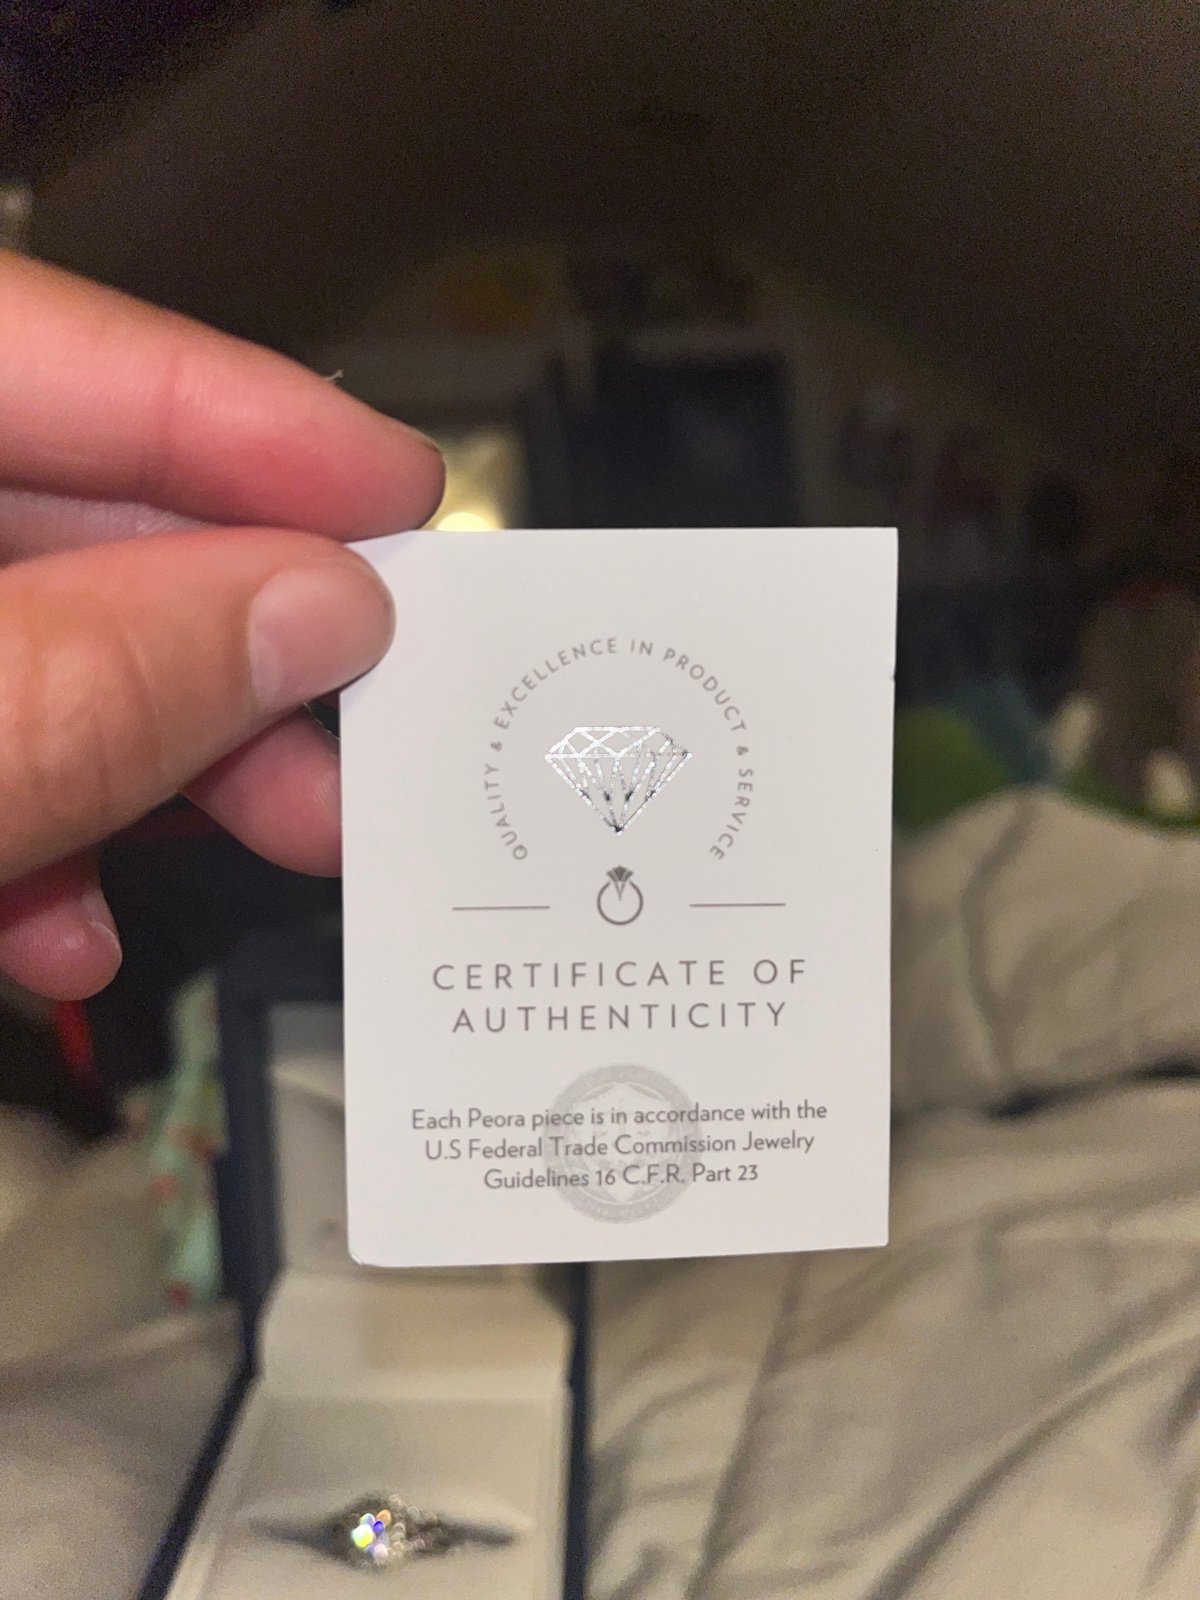 QUALITY & EXCELLENCE IN PRODUCT & SERVICE
CERTIFICATE OF
AUTHENTICITY
Each Peora piece is in accordance with the
U.S Federal Trade Commission Jewelry
Guidelines 16 C.F.R. Part 23